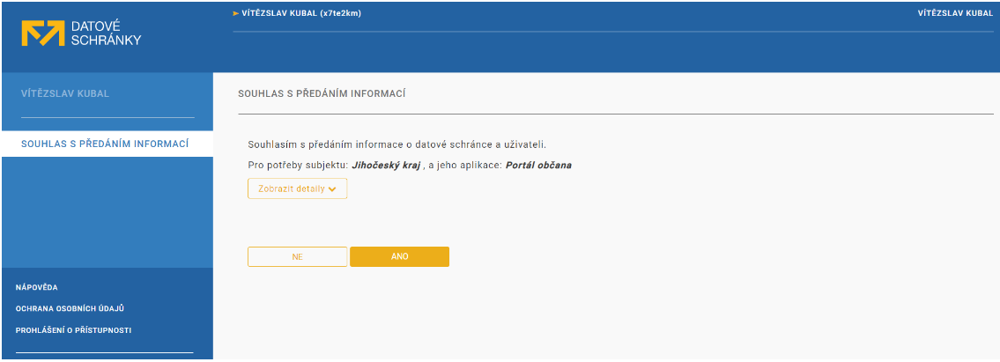 DATOVÉ
SCHRÁNKY
VÍTĚZSLAV KUBAL (x7te2km)
VÍTĚZSLAV KUBAL
VÍTĚZSLAV KUBAL
SOUHLAS S PŘEDÁNÍM INFORMACÍ
SOUHLAS S PŘEDÁNÍM INFORMACÍ
Souhlasím s předáním informace o datové schránce a uživateli.
Pro potřeby subjektu: Jihočeský kraj , a jeho aplikace: Portál občana
Zobrazit detaily
NE
ANO
NÁPOVĚDA
OCHRANA OSOBNÍCH ÚDAJŮ
PROHLÁŠENÍ O PŘÍSTUPNOSTI